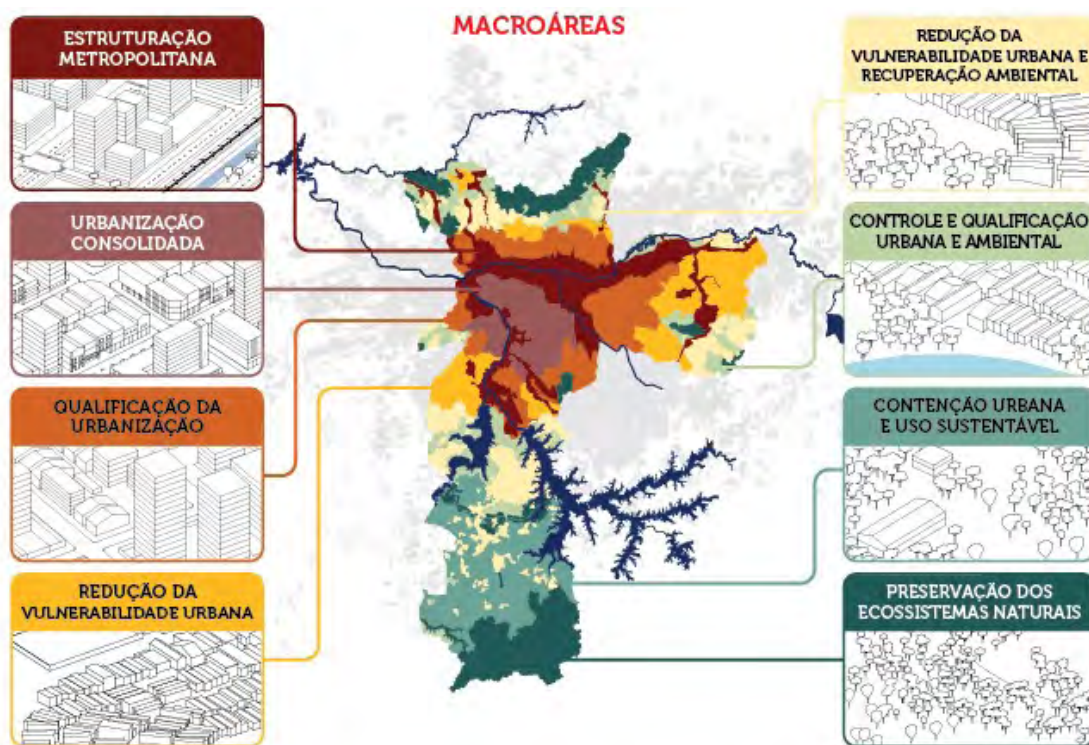 MACROÁREAS
ESTRUTURAÇÃO
METROPOLITANA
URBANIZAÇÃO
CONSOLIDADA
QUALIFICAÇÃO DA
URBANIZAÇÃO
REDUÇÃO DA
VULNERABILIDADE URBANA
REDUÇÃO DA
VULNERABILIDADE URBANA E
RECUPERAÇÃO AMBIENTAL
CONTROLE E QUALIFICAÇÃO
URBANA E AMBIENTAL
CONTENÇÃO URBANA
E USO SUSTENTÁVEL
PRESERVAÇÃO DOS
ECOSSISTEMAS NATURAIS